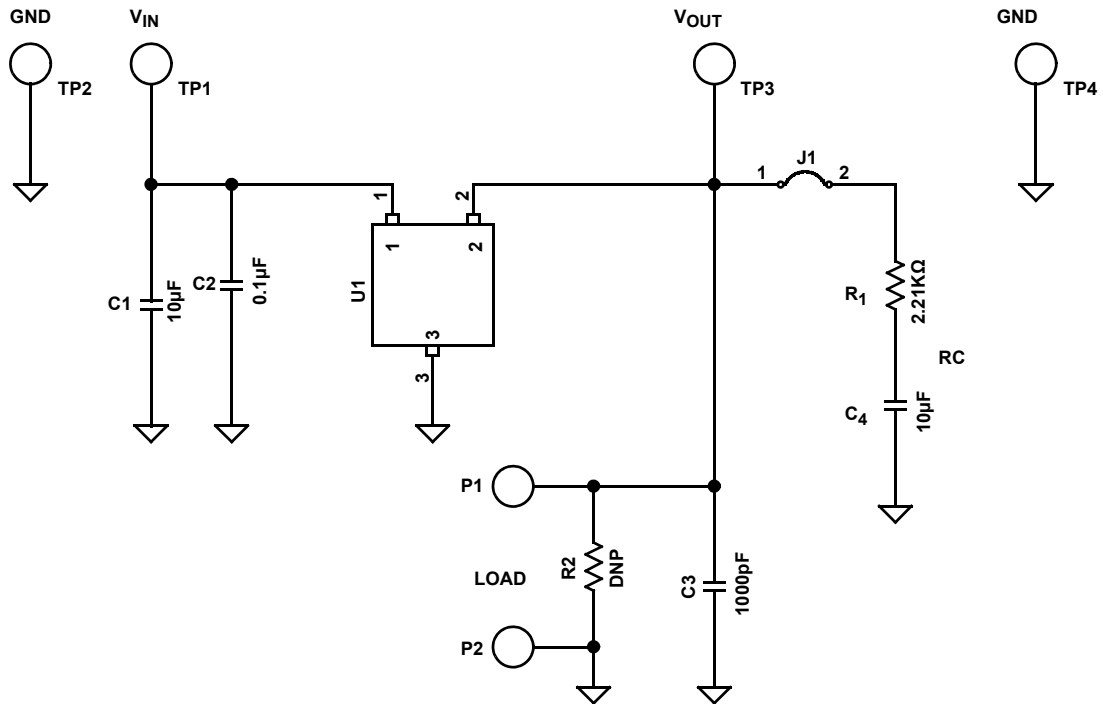 GND
VIN
VOUT
GND
TP2
TP1
TP3
TP4
1
J1
2
1
2
1
2
C1
10µF
C2
0.1µF
U1
3
3
R1
2.21KΩ
RC
C4
10µF
P1
LOAD
R2
DNP
C3
1000pF
P2